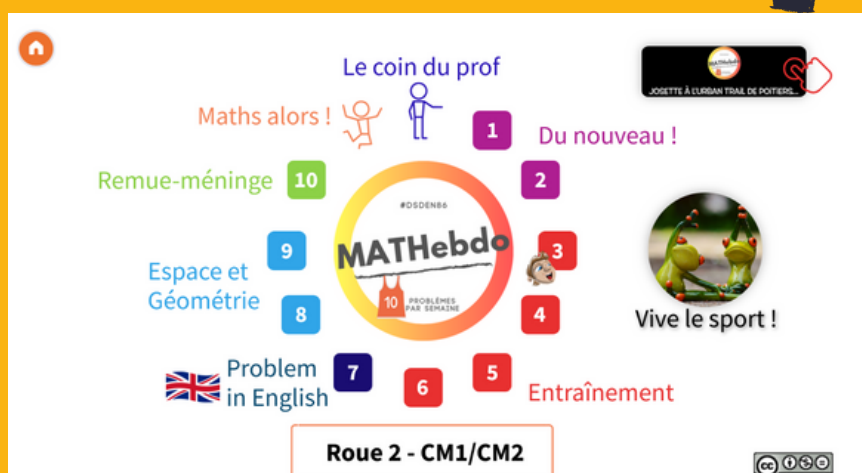 Le coin du prof
MATHebdo
JOSETTE À L'URBAN TRAIL DE POITIERS...
Maths alors !
1
Du nouveau !
Remue-méninge
10
2
#DSDEN86
MATHebdo
9
3
Espace et
Géométrie
10
PROBLÈMES
PAR SEMAINE
8
4
Vive le sport !
Problem
in English
7
6
5
Entraînement
Roue 2 - CM1/CM2
cc